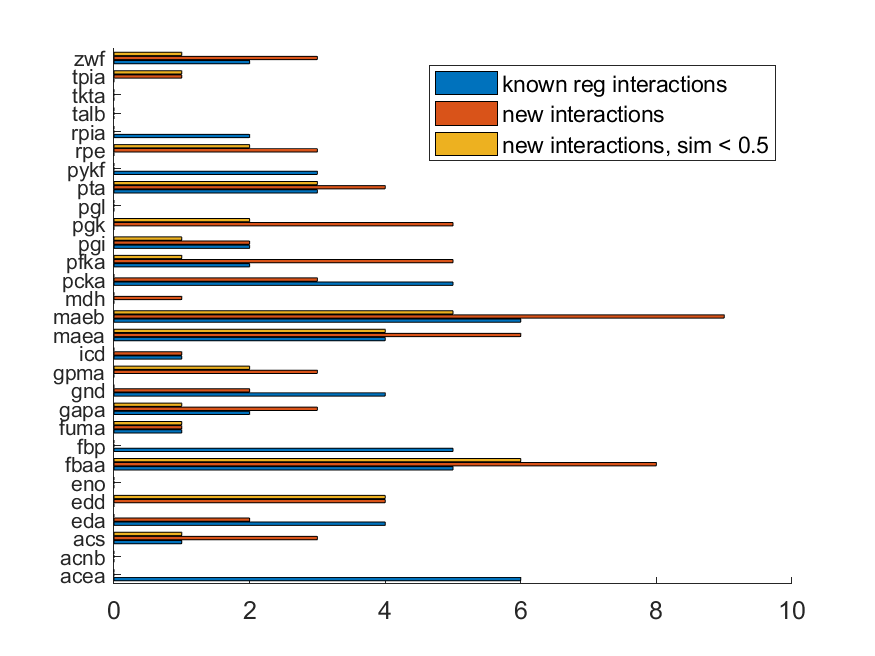 zwf
tpia
tkta
talb
rpia
rpe
pykf
pta
pgl
pgk
pgi
pfka
pcka
mdh
maeb
maea
icd
gpma
gnd
gapa
fuma
fbp
fbaa
eno
edd
eda
acs
acnb
acea
known reg interactions
new interactions
new interactions, sim < 0.5
0 2 4 6 8 10